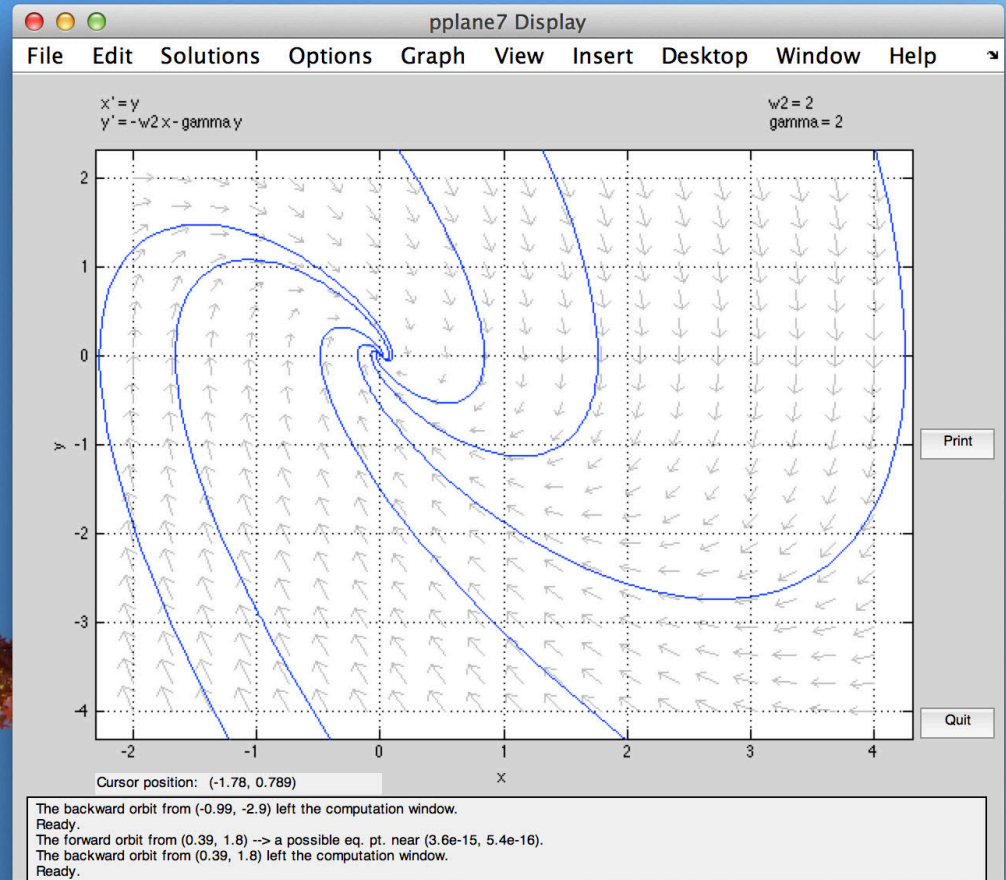 pplane7 Display
File Edit Solutions Options Graph View Insert Desktop Window Help
x' = y
y' = - w2 x - gamma y
w2 = 2
gamma = 2
2
1
0
-1
-2
-3
-4
y
-2 -1 0 1 2 3 4
x
Print
Quit
Cursor position: (-1.78, 0.789)
The backward orbit from (-0.99, -2.9) left the computation window.
Ready.
The forward orbit from (0.39, 1.8) --> a possible eq. pt. near (3.6e-15, 5.4e-16).
The backward orbit from (0.39, 1.8) left the computation window.
Ready.